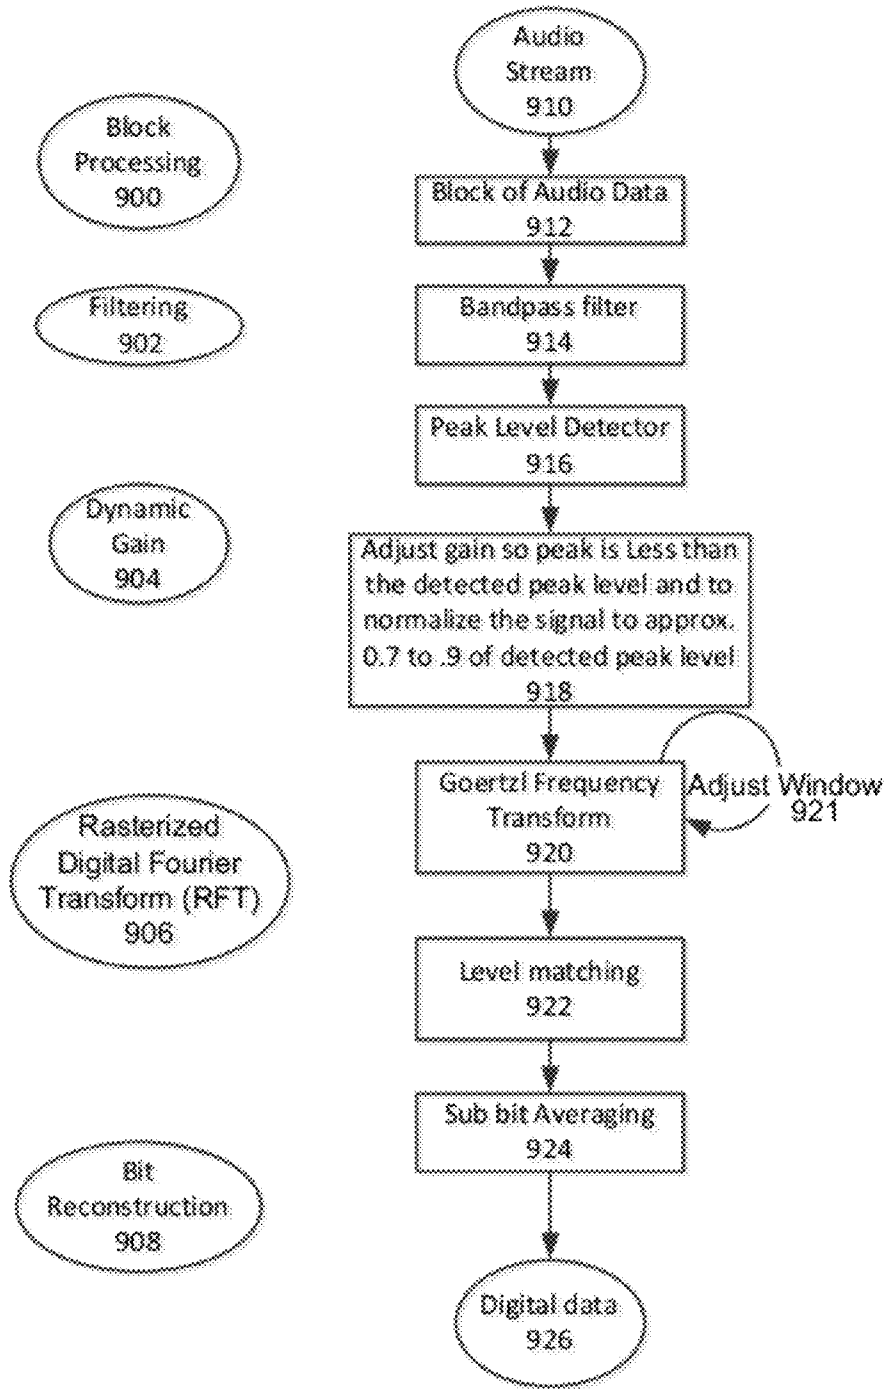 Audio
Stream
910
Block
Processing
900
Block of Audio Data
912
Filtering
902
Bandpass filter
914
Peak Level Detector
916
Dynamic
Gain
904
Adjust gain so peak is Less than
the detected peak level and to
normalize the signal to approx.
0.7 to .9 of detected peak level
918
Goertzl Frequency
Transform
920
Adjust Window
921
Rasterized
Digital Fourier
Transform (RFT)
906
Level matching
922
Sub bit Averaging
924
Bit
Reconstruction
908
Digital data
926